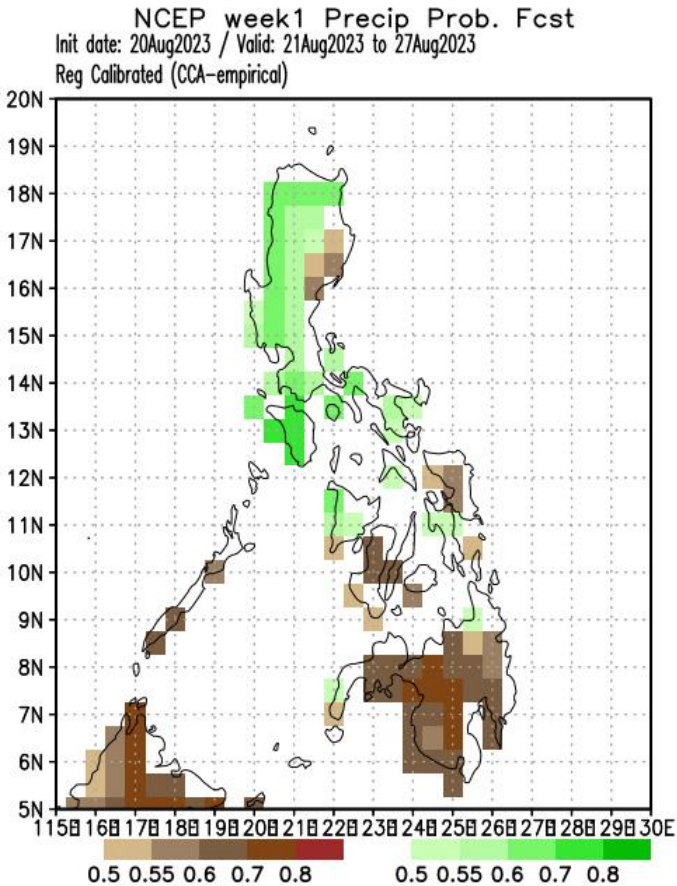 NCEP week1 Precip Prob. Fcst
Init date: 20Aug2023 / Valid: 21Aug2023 to 27Aug2023
Reg Calibrated (CCA-empirical)
20N
19N
18N
17N
16N
15N
14N
13N
12N
11N
10N
9N
8N
7N
6N
5N
115E 116E 117E 118E 119E 120E 121E 122E 123E 124E 125E 126E 127E 128E 129E 130E
0.5 0.55 0.6 0.7 0.8 0.5 0.55 0.6 0.7 0.8